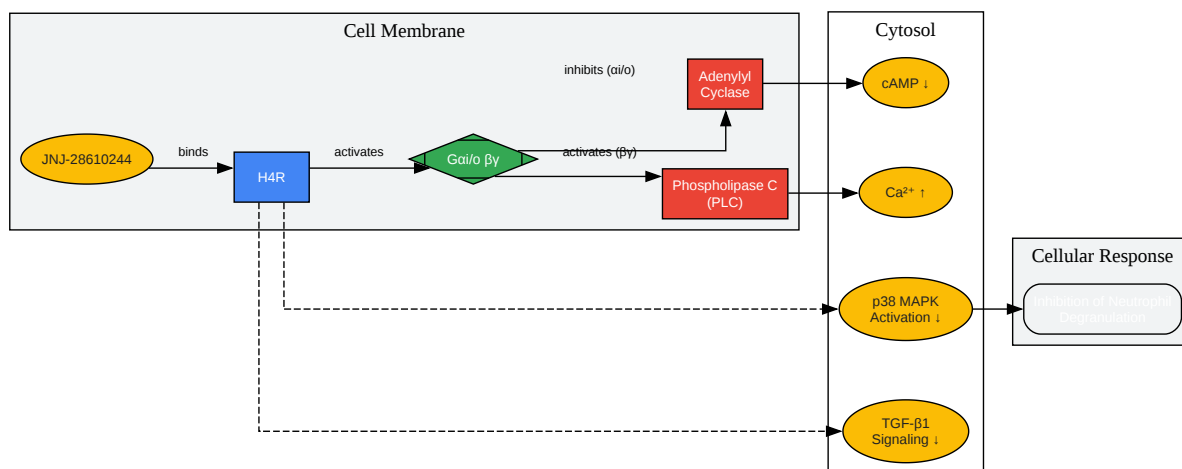 Cell Membrane
Cytosol
inhibits (αi/o)
Adenylyl
Cyclase
cAMP ↓
JNJ-28610244
binds
H4R
activates
Gαi/o βγ
activates (βγ)
Phospholipase C
(PLC)
Ca²⁺ ↑
Cellular Response
p38 MAPK
Activation ↓
Inhibition of Neutrophil
Degranulation
TGF-β1
Signaling ↓